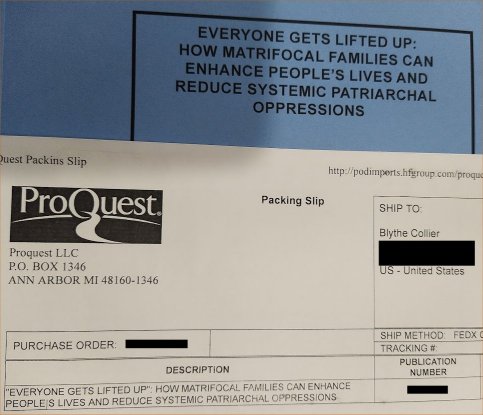 EVERYONE GETS LIFTED UP:
HOW MATRIFOCAL FAMILIES CAN
ENHANCE PEOPLE'S LIVES AND
REDUCE SYSTEMIC PATRIARCHAL
OPPRESSIONS
Quest Packing Slip
http://podimports.hfgroup.com/proque
ProQuest
Packing Slip
SHIP TO:
Proquest LLC
P.O. BOX 1346
ANN ARBOR MI 48160-1346
Blythe Collier
US - United States
PURCHASE ORDER:
SHIP METHOD: FEDX
TRACKING #:
DESCRIPTION
PUBLICATION
NUMBER
"EVERYONE GETS LIFTED UP": HOW MATRIFOCAL FAMILIES CAN ENHANCE
PEOPLE|S LIVES AND REDUCE SYSTEMIC PATRIARCHAL OPPRESSIONS